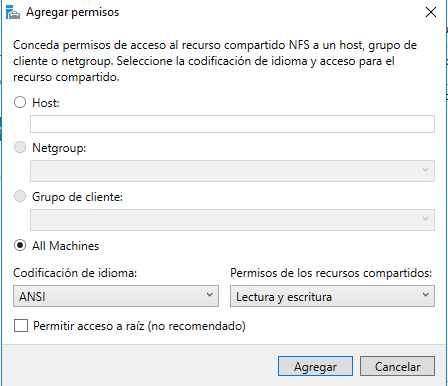 Agregar permisos
Conceda permisos de acceso al recurso compartido NFS a un host, grupo de
cliente o netgroup. Seleccione la codificación de idioma y acceso para el
recurso compartido.
Host:
Netgroup:
Grupo de cliente:
All Machines
Codificación de idioma:
Permisos de los recursos compartidos:
ANSI
Lectura y escritura
Permitir acceso a raíz (no recomendado)
Agregar
Cancelar